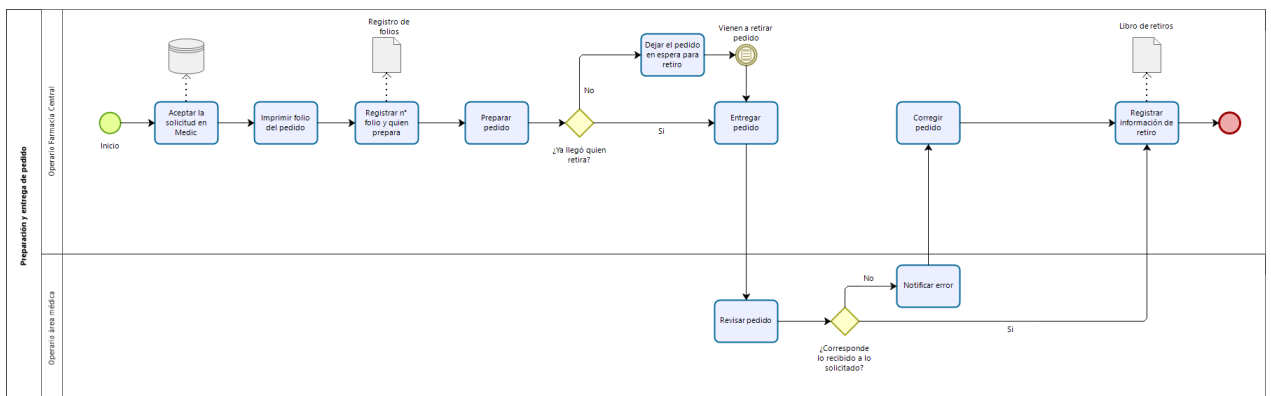 Preparación y entrega de pedido
Operario Farmacia Central
Inicio
Aceptar la
solicitud en
Medic
Imprimir folio
del pedido
Registro de
folios
Registrar n°
folio y quien
prepara
Preparar
pedido
¿Ya llegó quien
retira?
No
Si
Dejar el pedido
en espera para
retiro
Vienen a retirar
pedido
Entregar
pedido
Corregir
pedido
Libro de retiros
Registrar
información de
retiro
Operario área médica
Revisar pedido
¿Corresponde
lo recibido a lo
solicitado?
No
Notificar error
Si